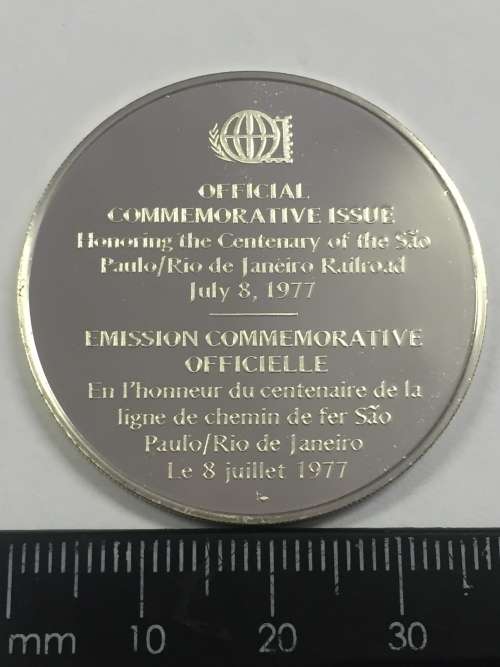 OFFICIAL
COMMEMORATIVE ISSUE
Honoring the Centenary of the São
Paulo/Rio de Janeiro Railroad
July 8, 1977
EMISSION COMMEMORATIVE
OFFICIELLE
En l'honneur du centenaire de la
ligne de chemin de fer São
Paulo/Rio de Janeiro
Le 8 juillet 1977
mm 10 20 30